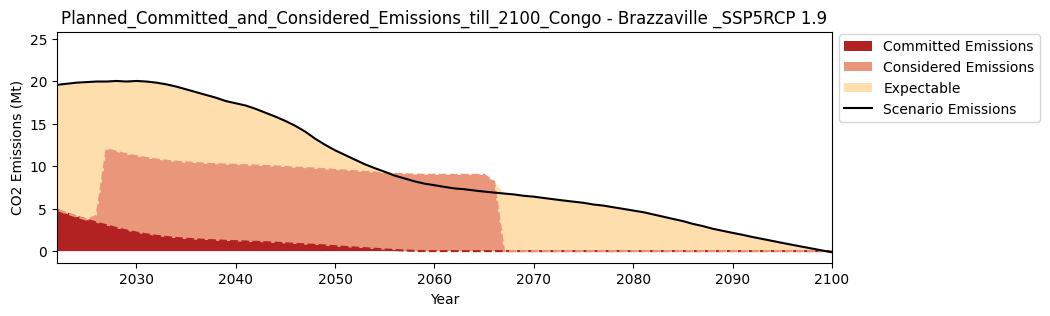 Planned_Committed_and_Considered_Emissions_till_2100_Congo - Brazzaville _SSP5RCP 1.9
25
20
15
10
5
0
CO2 Emissions (Mt)
2030
2040
2050
2060
2070
2080
2090
2100
Year
Committed Emissions
Considered Emissions
Expectable
Scenario Emissions